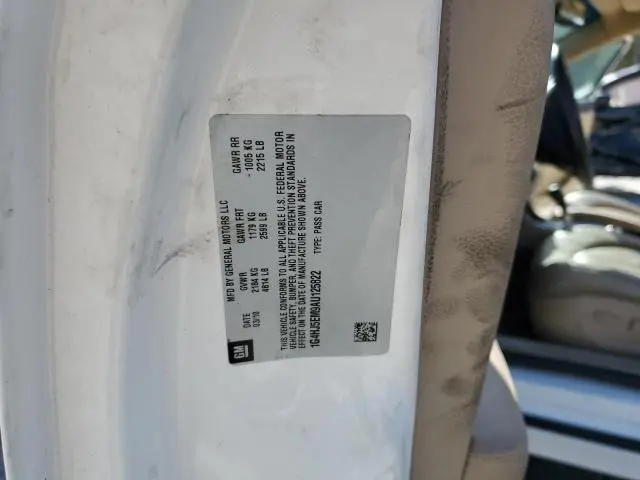 GM
MFD BY GENERAL MOTORS LLC
DATE GVWR GAWR FRT GAWR RR
03/10 2184 KG 1179 KG - 1005 KG
4814 LB 2599 LB 2215 LB
THIS VEHICLE CONFORMS TO ALL APPLICABLE U.S. FEDERAL MOTOR
VEHICLE SAFETY, BUMPER, AND THEFT PREVENTION STANDARDS IN
EFFECT ON THE DATE OF MANUFACTURE SHOWN ABOVE.
1G4HJ5EM9AU125822 TYPE: PASS CAR